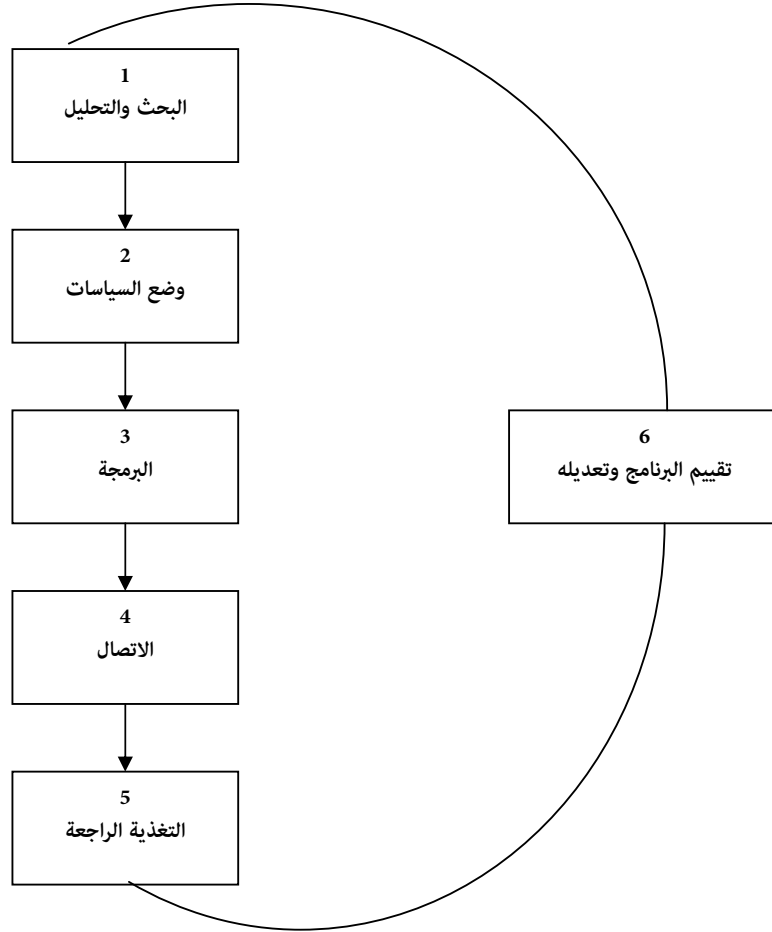 1
البحث والتحليل
2
وضع السياسات
3
البرمجة
4
الاتصال
5
التغذية الراجعة
6
تقييم البرنامج وتعديله